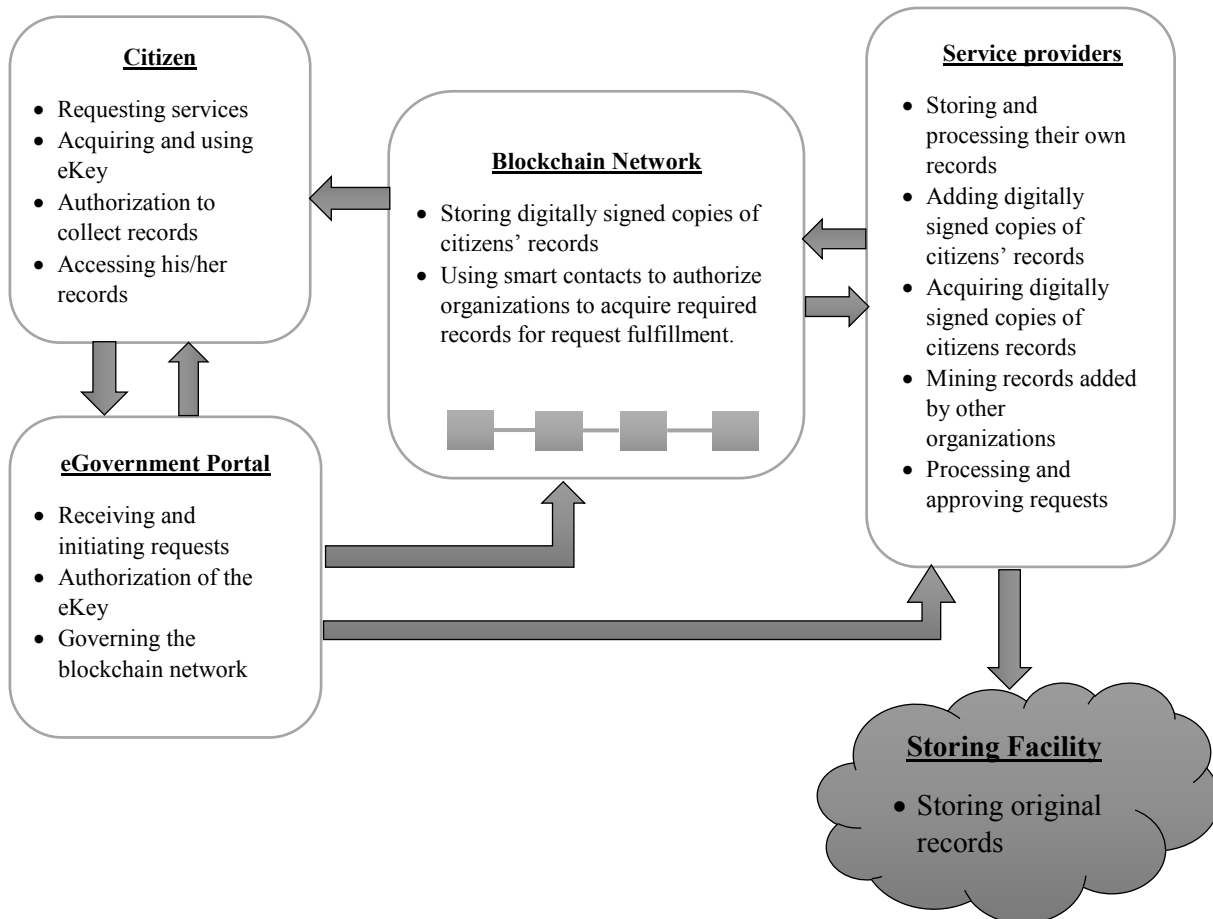 Citizen
• Requesting services
• Acquiring and using
eKey
• Authorization to
collect records
• Accessing his/her
records
Blockchain Network
• Storing digitally signed copies of
citizens’ records
• Using smart contacts to authorize
organizations to acquire required
records for request fulfillment.
Service providers
• Storing and
processing their own
records
• Adding digitally
signed copies of
citizens’ records
• Acquiring digitally
signed copies of
citizens records
• Mining records added
by other
organizations
• Processing and
approving requests
eGovernment Portal
• Receiving and
initiating requests
• Authorization of the
eKey
• Governing the
blockchain network
Storing Facility
• Storing original
records